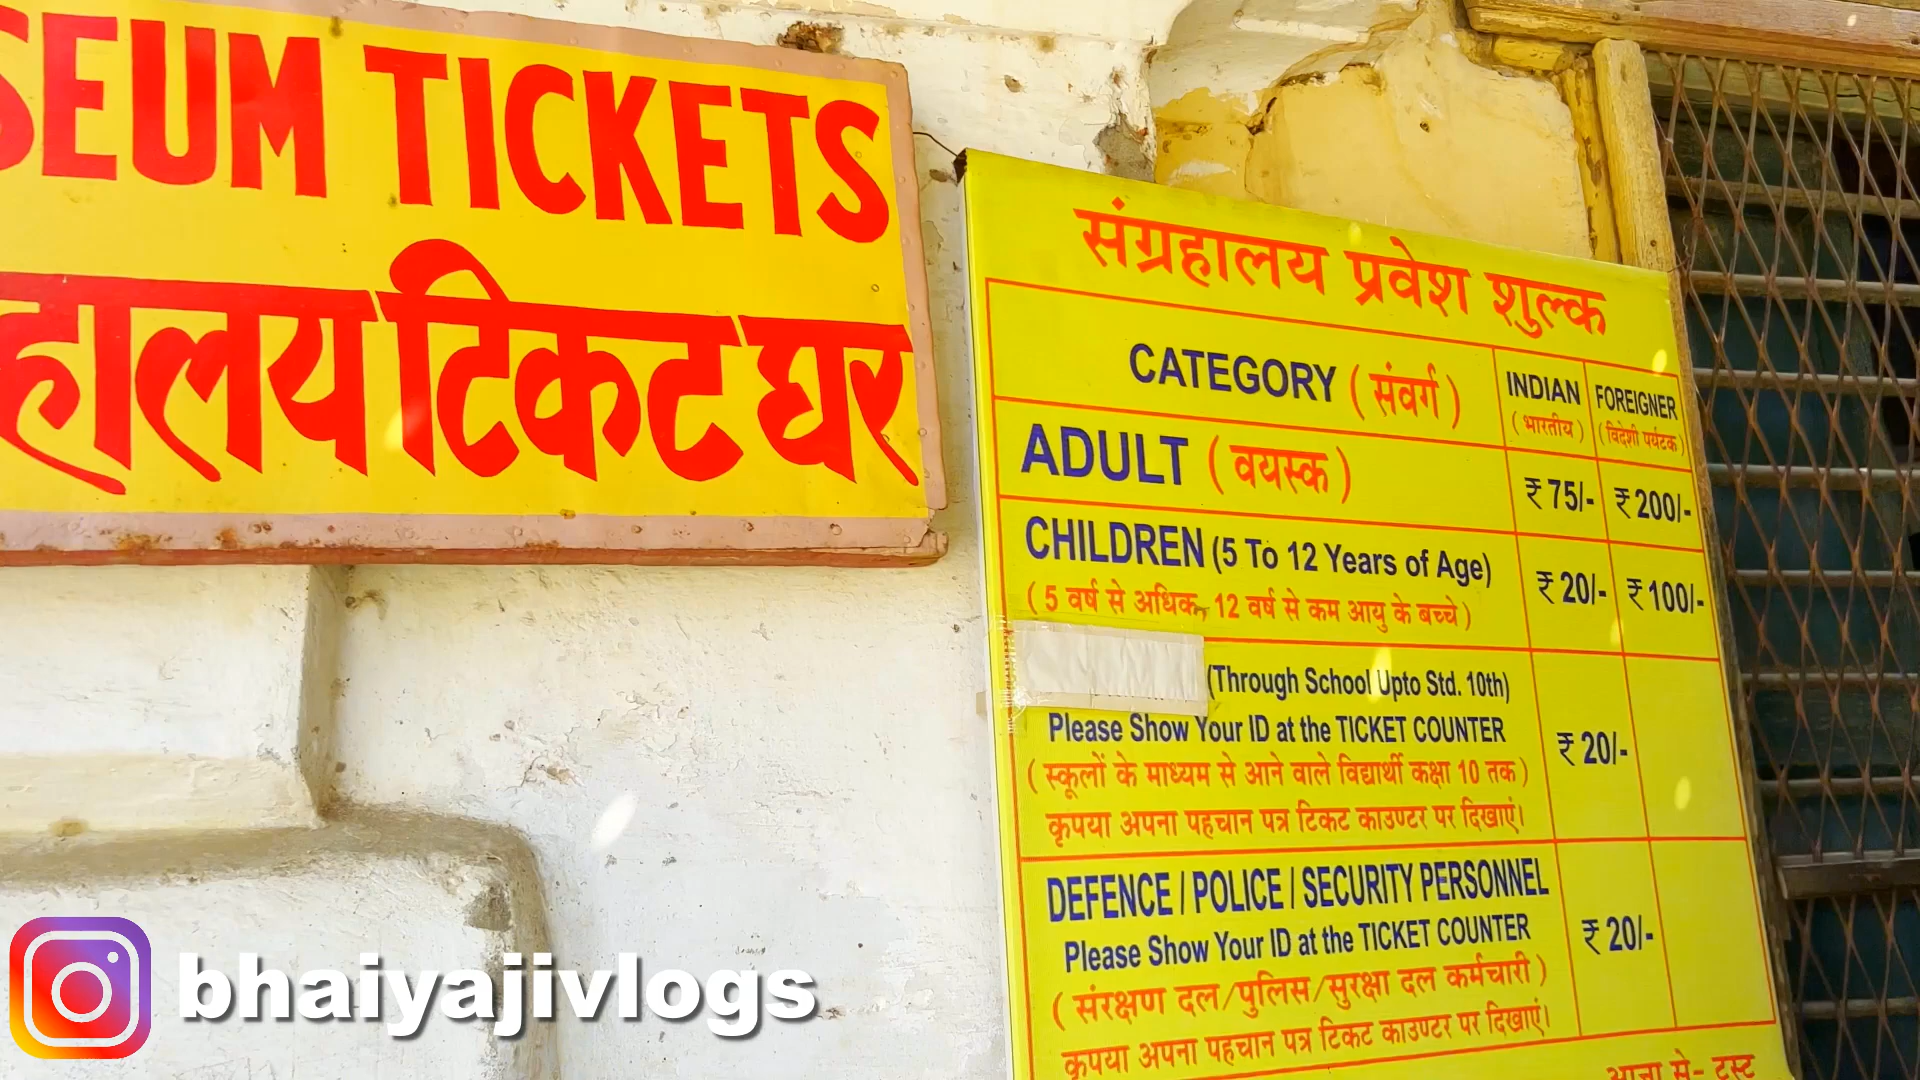 SEUM TICKETS
हालय टिकट घर
संग्रहालय प्रवेश शुल्क
CATEGORY ( संवर्ग ) INDIAN ( भारतीय ) FOREIGNER ( विदेशी पर्यटक )
ADULT ( वयस्क ) ₹ 75/- ₹ 200/-
CHILDREN (5 To 12 Years of Age) ₹ 20/- ₹ 100/-
( 5 वर्ष से अधिक, 12 वर्ष से कम आयु के बच्चे )
(Through School Upto Std. 10th)
Please Show Your ID at the TICKET COUNTER ₹ 20/-
( स्कूलों के माध्यम से आने वाले विद्यार्थी कक्षा 10 तक )
कृपया अपना पहचान पत्र टिकट काउण्टर पर दिखाएं।
DEFENCE / POLICE / SECURITY PERSONNEL
Please Show Your ID at the TICKET COUNTER ₹ 20/-
( संरक्षण दल/पुलिस/सुरक्षा दल कर्मचारी )
कृपया अपना पहचान पत्र टिकट काउण्टर पर दिखाएं।
आज्ञा से- ट्रस्ट
bhaiyajivlogs